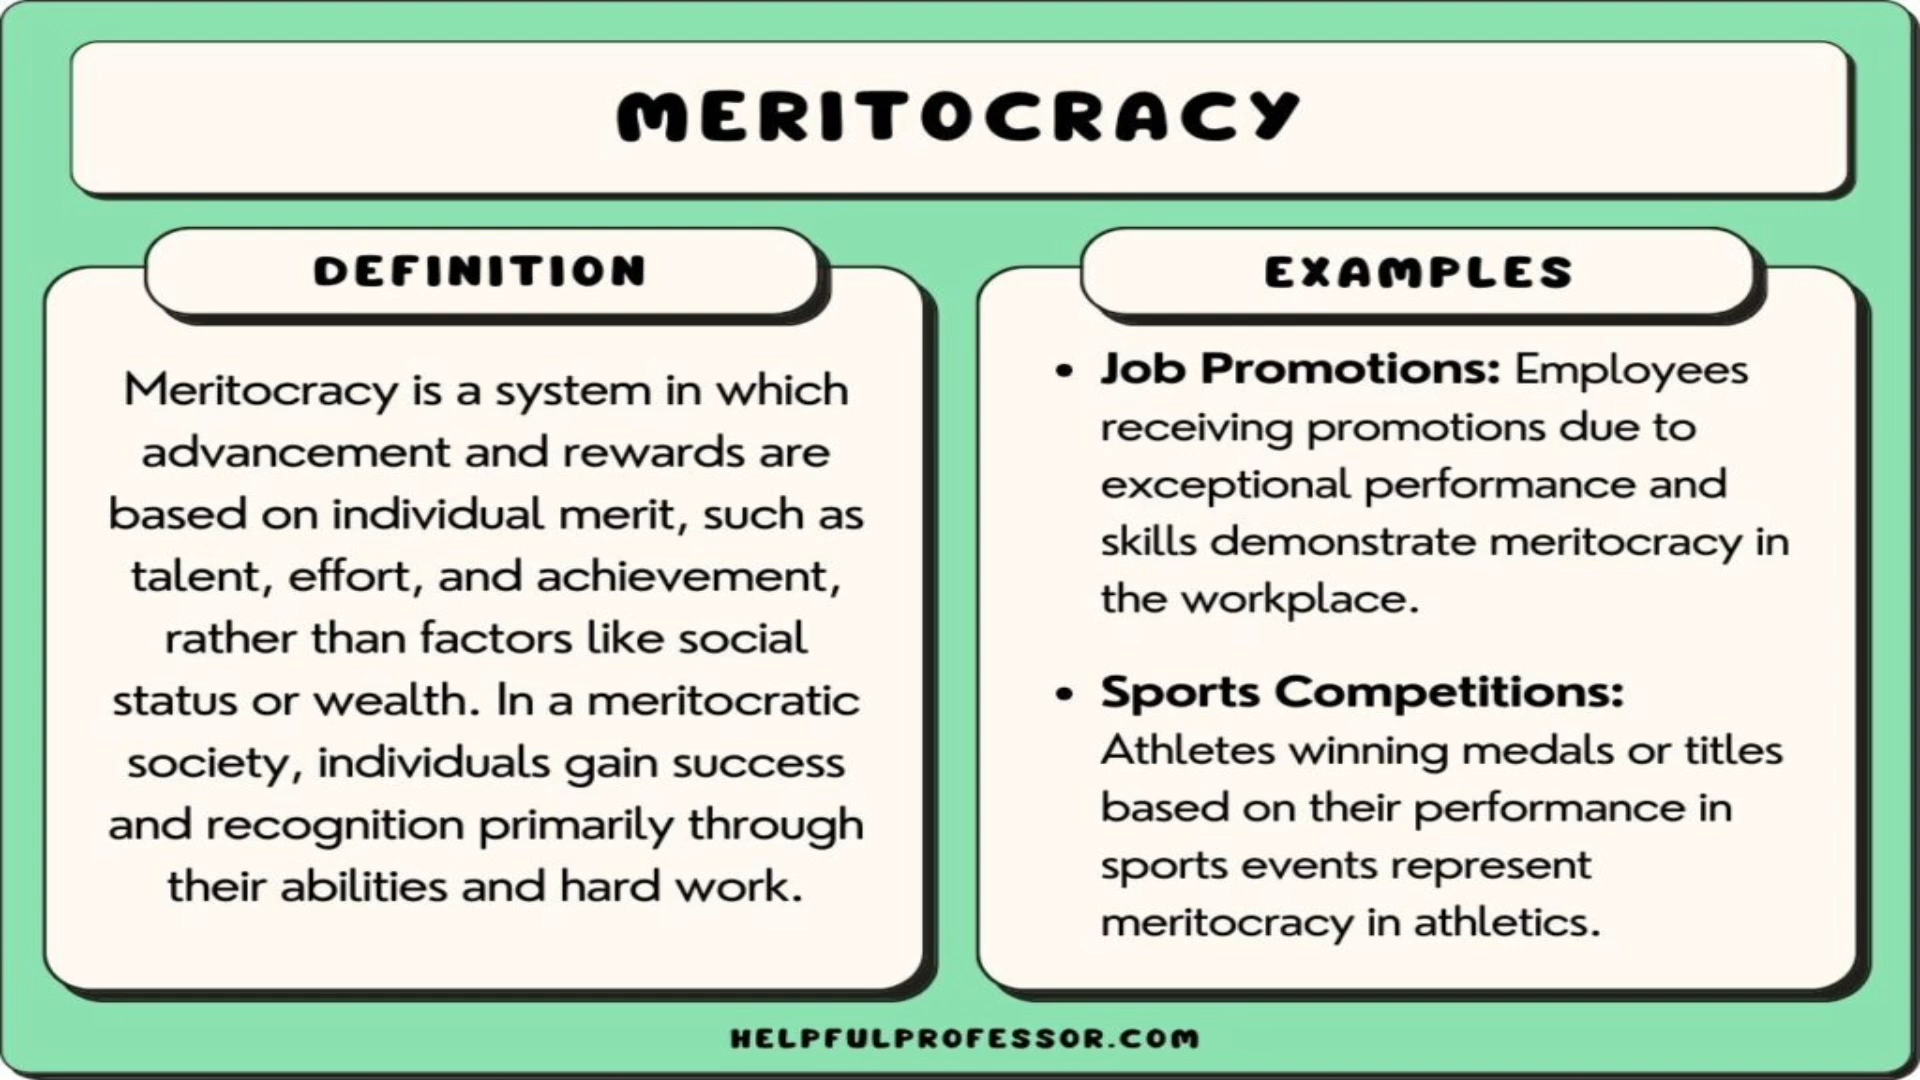 MERITOCRACY
DEFINITION
Meritocracy is a system in which
advancement and rewards are
based on individual merit, such as
talent, effort, and achievement,
rather than factors like social
status or wealth. In a meritocratic
society, individuals gain success
and recognition primarily through
their abilities and hard work.
EXAMPLES
• Job Promotions: Employees
receiving promotions due to
exceptional performance and
skills demonstrate meritocracy in
the workplace.
• Sports Competitions:
Athletes winning medals or titles
based on their performance in
sports events represent
meritocracy in athletics.
HELPFULPROFESSOR.COM